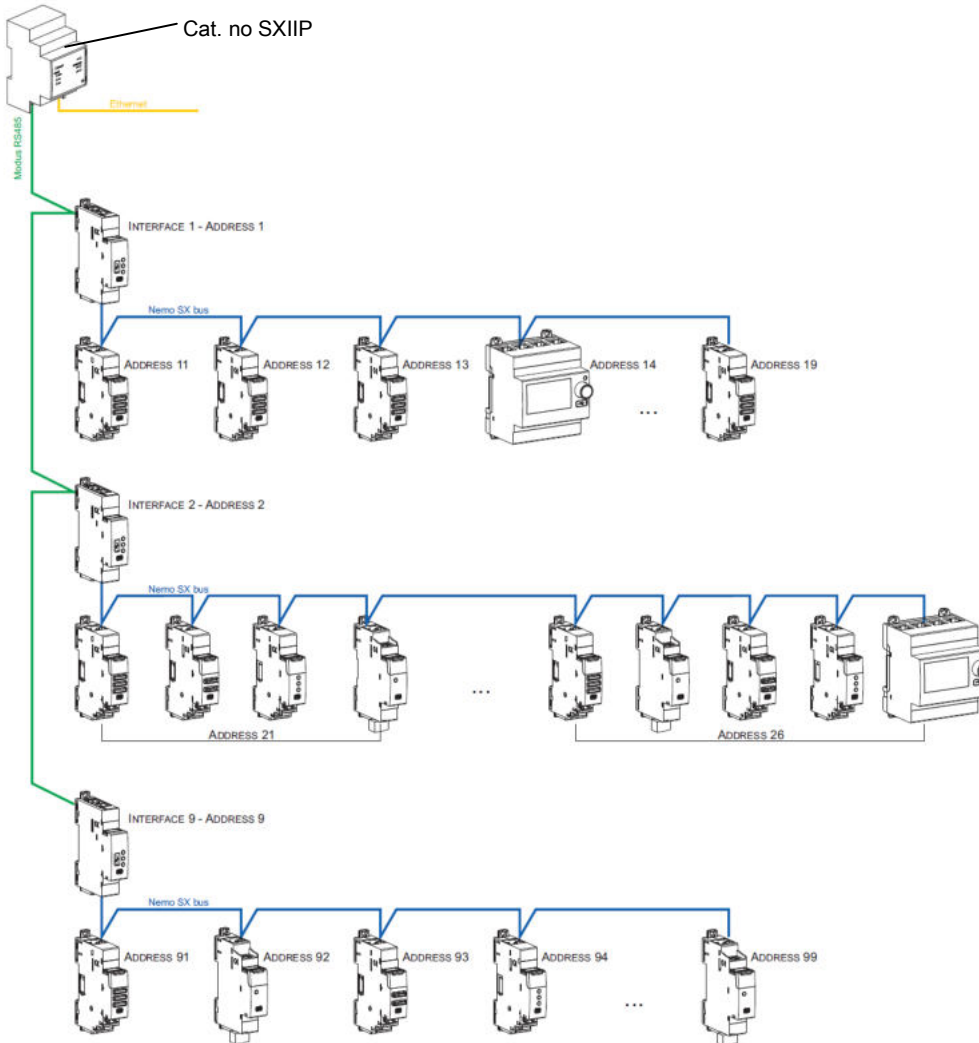 Cat. no SXIIP
Ethernet
Modus RS485
INTERFACE 1 - ADDRESS 1
Nemo SX bus
ADDRESS 11
ADDRESS 12
ADDRESS 13
ADDRESS 14
ADDRESS 19
...
INTERFACE 2 - ADDRESS 2
Nemo SX bus
...
ADDRESS 21
ADDRESS 26
INTERFACE 9 - ADDRESS 9
Nemo SX bus
ADDRESS 91
ADDRESS 92
ADDRESS 93
ADDRESS 94
ADDRESS 99
...